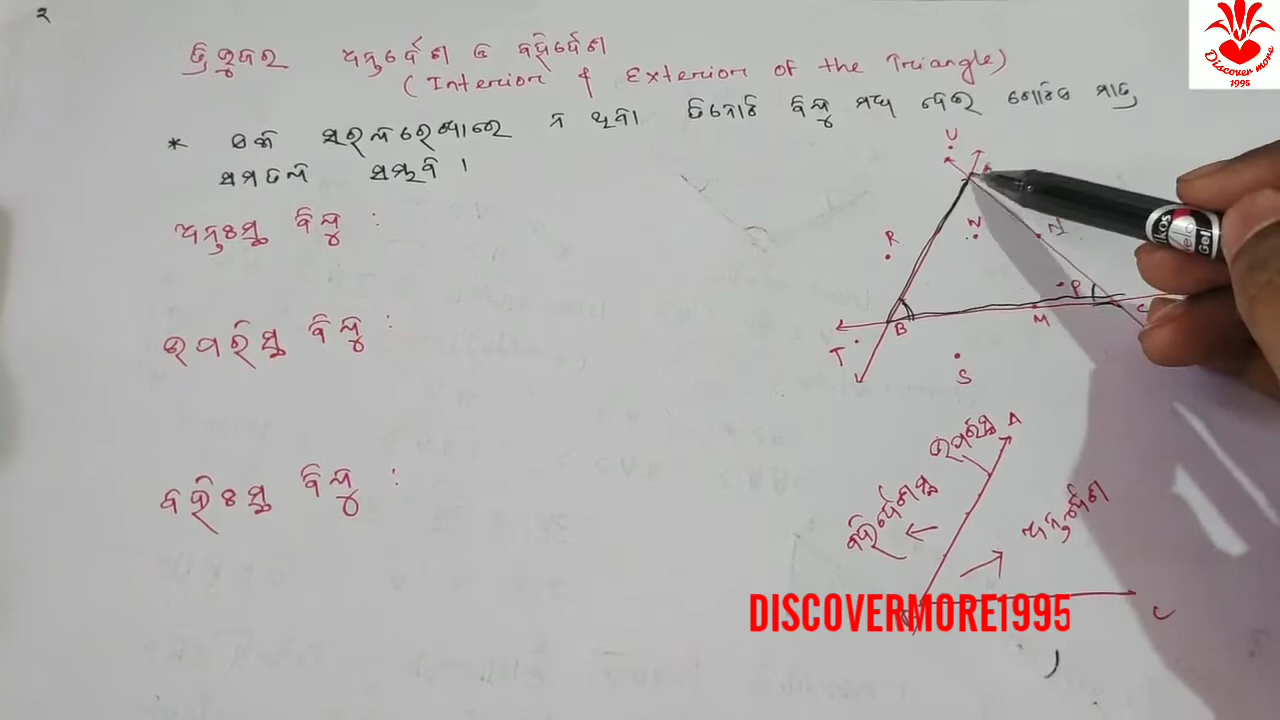 ୧
ତ୍ରିଭୁଜର ଅନ୍ତର୍ଦେଶ ଓ ବହିର୍ଦେଶ
(Interior & Exterior of the Triangle)
* ଏକ ସରଳରେଖାରେ ନ ଥିବା ତିନୋଟି ବିନ୍ଦୁ ମଧ୍ୟ ଦେଇ ଗୋଟିଏ ମାତ୍ର
ସମତଳ ସମ୍ଭବ ।
ଅନ୍ତଃସ୍ଥ ବିନ୍ଦୁ :
ଉପରିସ୍ଥ ବିନ୍ଦୁ :
ବହିଃସ୍ଥ ବିନ୍ଦୁ :
U
R
N
N
P
B
M
C
T
S
ଉପରିସ୍ଥ A
ବହିର୍ଦେଶସ୍ଥ
ଅନ୍ତର୍ଦେଶ
C
Discover more
1995
DISCOVERMORE1995